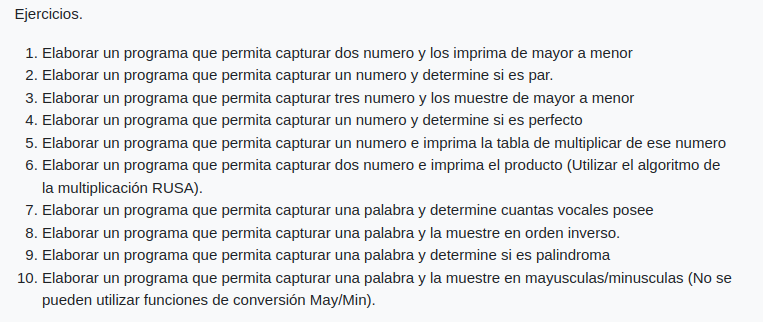 Ejercicios.
1. Elaborar un programa que permita capturar dos numero y los imprima de mayor a menor
2. Elaborar un programa que permita capturar un numero y determine si es par.
3. Elaborar un programa que permita capturar tres numero y los muestre de mayor a menor
4. Elaborar un programa que permita capturar un numero y determine si es perfecto
5. Elaborar un programa que permita capturar un numero e imprima la tabla de multiplicar de ese numero
6. Elaborar un programa que permita capturar dos numero e imprima el producto (Utilizar el algoritmo de
la multiplicación RUSA).
7. Elaborar un programa que permita capturar una palabra y determine cuantas vocales posee
8. Elaborar un programa que permita capturar una palabra y la muestre en orden inverso.
9. Elaborar un programa que permita capturar una palabra y determine si es palindroma
10. Elaborar un programa que permita capturar una palabra y la muestre en mayusculas/minusculas (No se
pueden utilizar funciones de conversión May/Min).